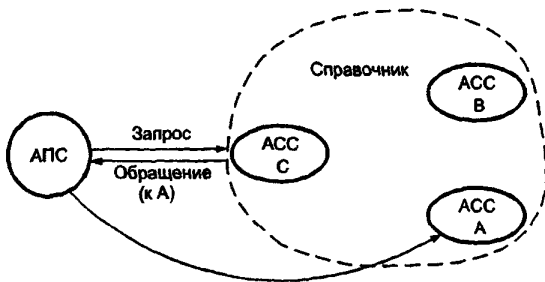 Справочник
АСС
В
Запрос
АПС
АСС
С
Обращение
(к А)
АСС
А